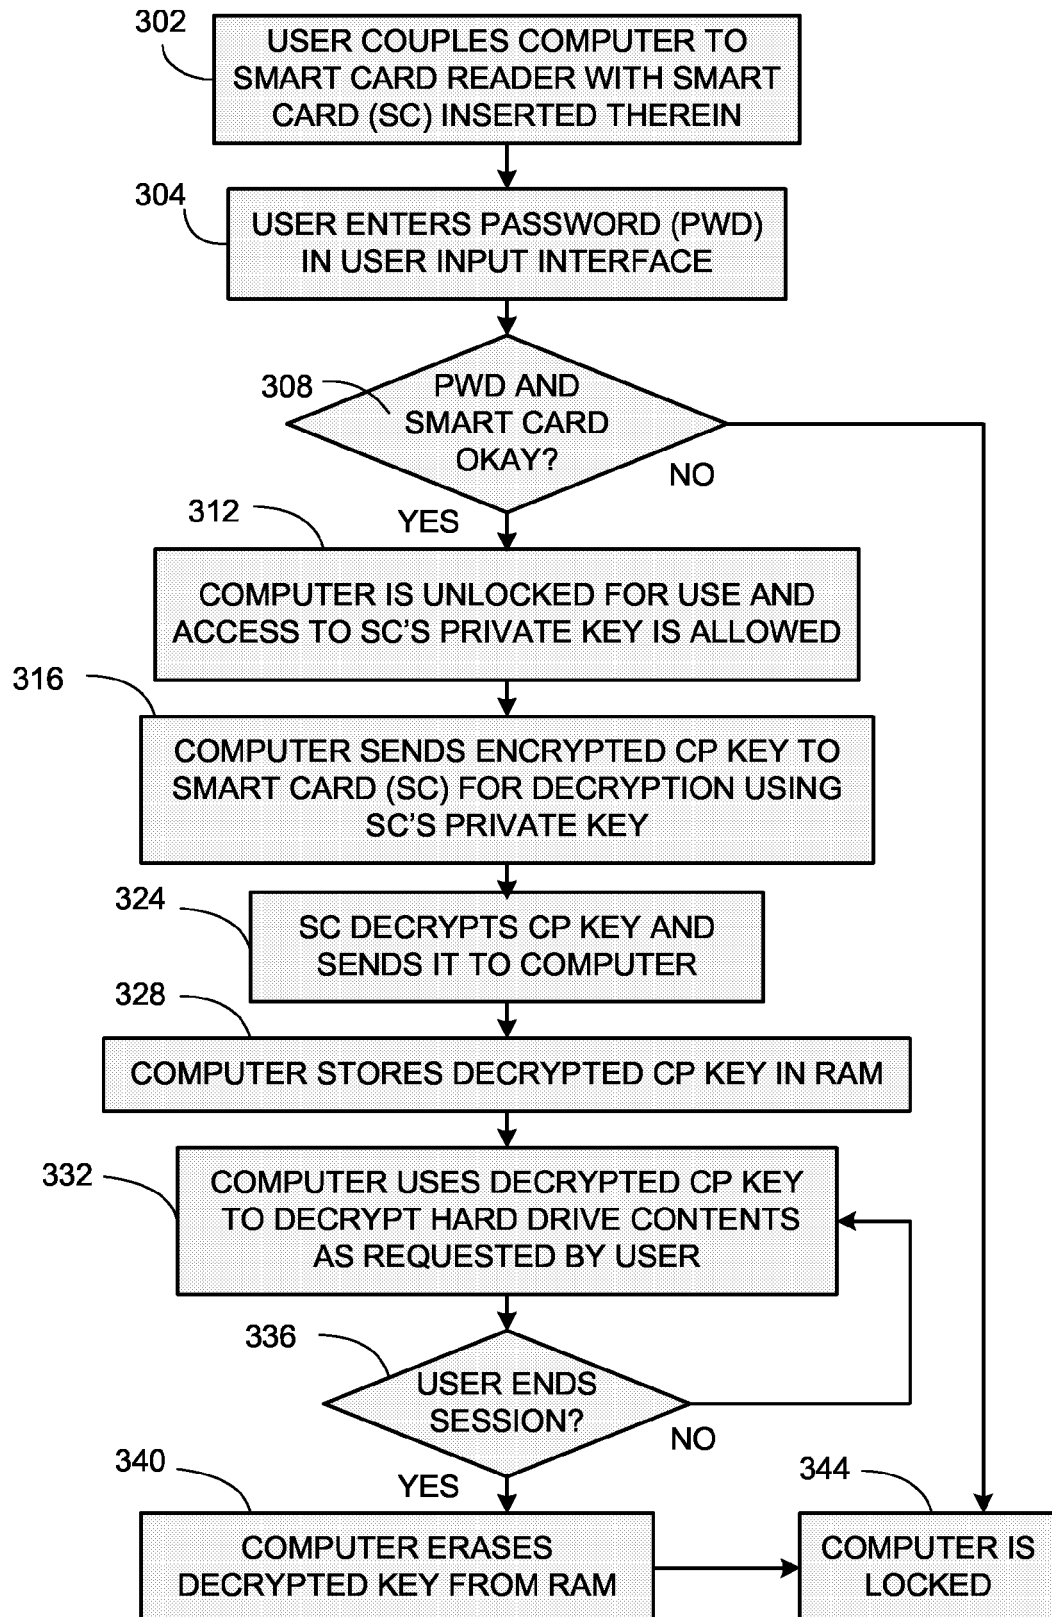 302
USER COUPLES COMPUTER TO
SMART CARD READER WITH SMART
CARD (SC) INSERTED THEREIN
304
USER ENTERS PASSWORD (PWD)
IN USER INPUT INTERFACE
308
PWD AND
SMART CARD
OKAY?
NO
YES
312
COMPUTER IS UNLOCKED FOR USE AND
ACCESS TO SC'S PRIVATE KEY IS ALLOWED
316
COMPUTER SENDS ENCRYPTED CP KEY TO
SMART CARD (SC) FOR DECRYPTION USING
SC'S PRIVATE KEY
324
SC DECRYPTS CP KEY AND
SENDS IT TO COMPUTER
328
COMPUTER STORES DECRYPTED CP KEY IN RAM
332
COMPUTER USES DECRYPTED CP KEY
TO DECRYPT HARD DRIVE CONTENTS
AS REQUESTED BY USER
336
USER ENDS
SESSION?
NO
YES
340
COMPUTER ERASES
DECRYPTED KEY FROM RAM
344
COMPUTER IS
LOCKED